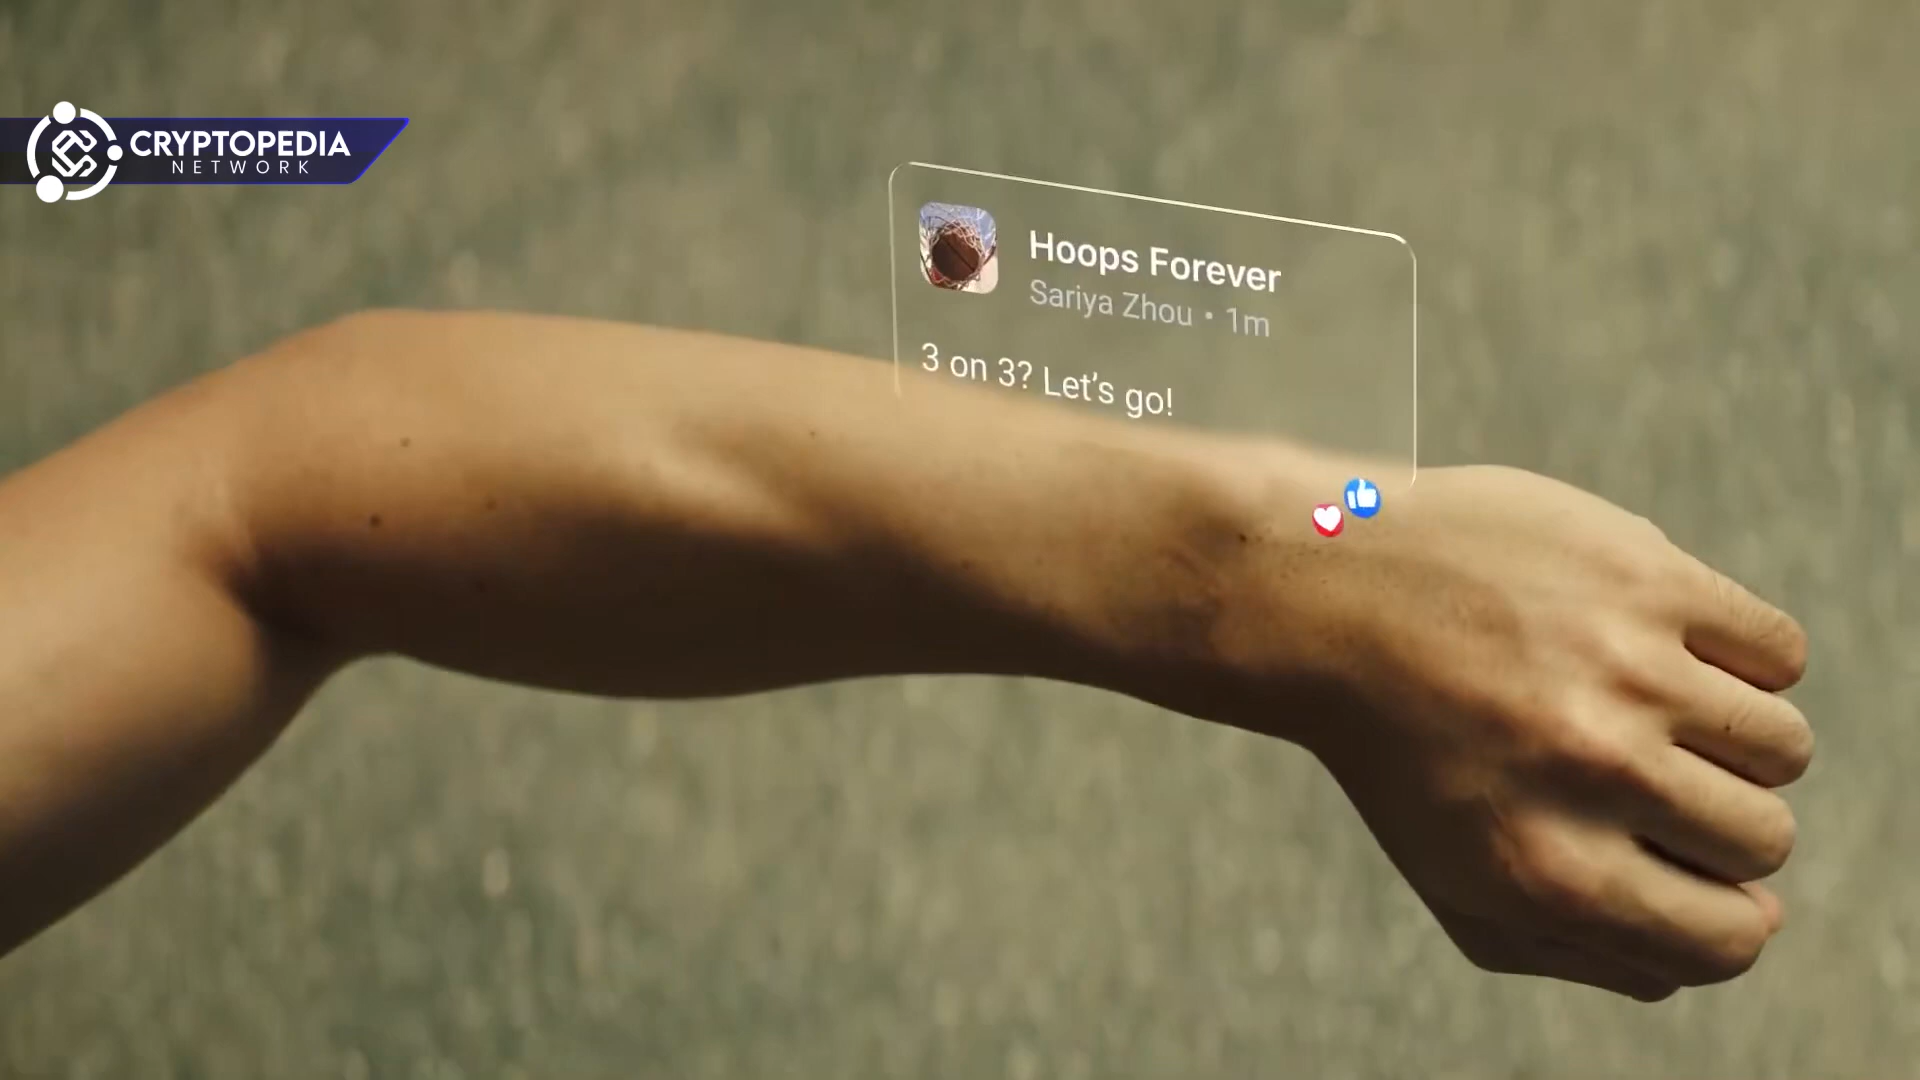 CRYPTOPEDIA
NETWORK
Hoops Forever
Sariya Zhou • 1m
3 on 3? Let's go!